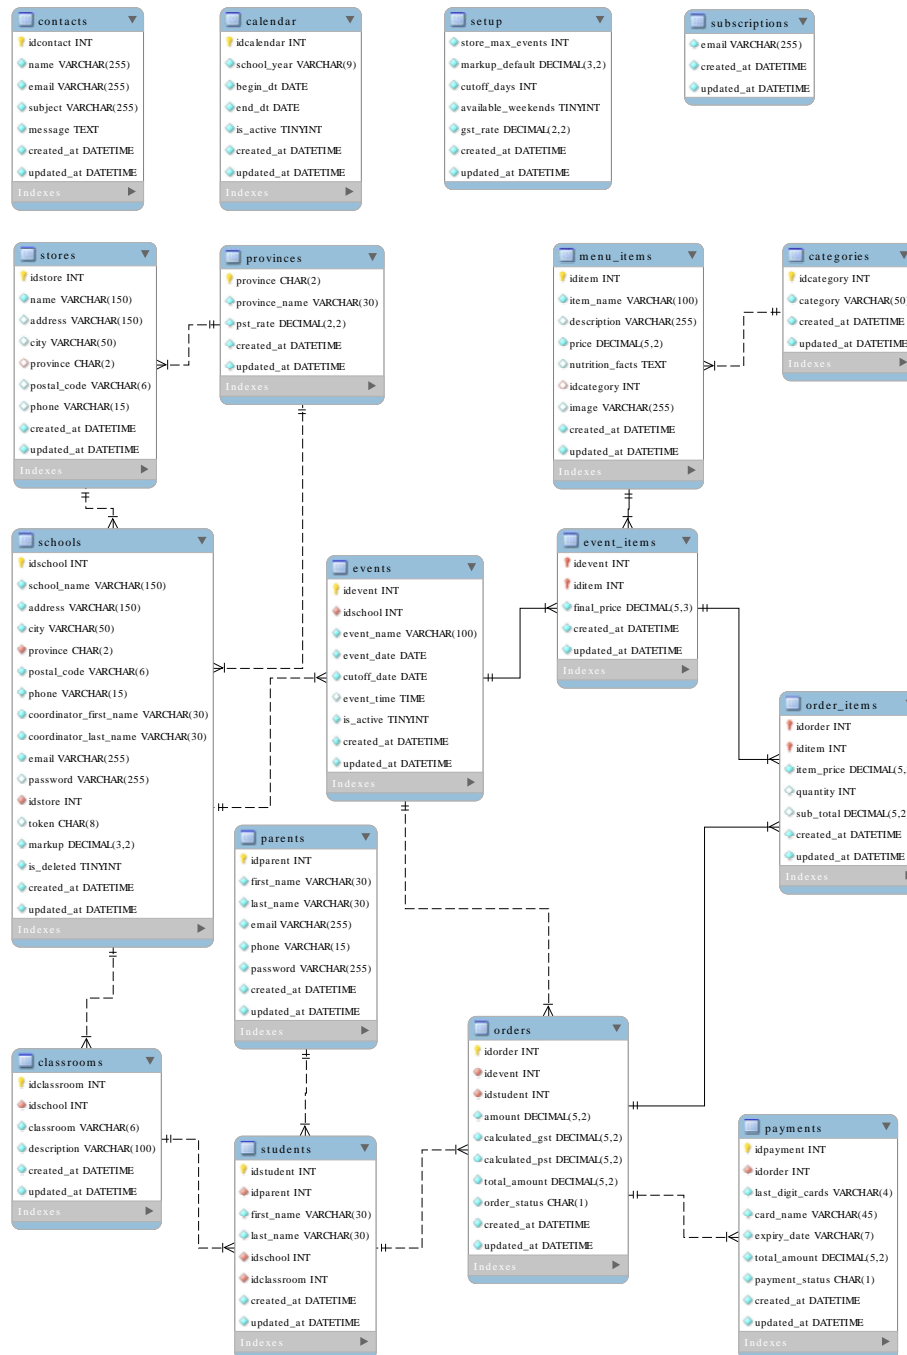 contacts
idcontact INT
name VARCHAR(255)
email VARCHAR(255)
subject VARCHAR(255)
message TEXT
created_at DATETIME
updated_at DATETIME
Indexes
calendar
idcalendar INT
school_year VARCHAR(9)
begin_dt DATE
end_dt DATE
is_active TINYINT
created_at DATETIME
updated_at DATETIME
Indexes
setup
store_max_events INT
markup_default DECIMAL(3,2)
cutoff_days INT
available_weekends TINYINT
gst_rate DECIMAL(2,2)
created_at DATETIME
updated_at DATETIME
subscriptions
email VARCHAR(255)
created_at DATETIME
updated_at DATETIME
stores
idstore INT
name VARCHAR(150)
address VARCHAR(150)
city VARCHAR(50)
province CHAR(2)
postal_code VARCHAR(6)
phone VARCHAR(15)
created_at DATETIME
updated_at DATETIME
Indexes
provinces
province CHAR(2)
province_name VARCHAR(30)
pst_rate DECIMAL(2,2)
created_at DATETIME
updated_at DATETIME
Indexes
menu_items
iditem INT
item_name VARCHAR(100)
description VARCHAR(255)
price DECIMAL(5,2)
nutrition_facts TEXT
idcategory INT
image VARCHAR(255)
created_at DATETIME
updated_at DATETIME
Indexes
categories
idcategory INT
category VARCHAR(50
created_at DATETIME
updated_at DATETIME
Indexes
schools
idschool INT
school_name VARCHAR(150)
address VARCHAR(150)
city VARCHAR(50)
province CHAR(2)
postal_code VARCHAR(6)
phone VARCHAR(15)
coordinator_first_name VARCHAR(30)
coordinator_last_name VARCHAR(30)
email VARCHAR(255)
password VARCHAR(255)
idstore INT
token CHAR(8)
markup DECIMAL(3,2)
is_deleted TINYINT
created_at DATETIME
updated_at DATETIME
Indexes
events
idevent INT
idschool INT
event_name VARCHAR(100)
event_date DATE
cutoff_date DATE
event_time TIME
is_active TINYINT
created_at DATETIME
updated_at DATETIME
Indexes
event_items
idevent INT
iditem INT
final_price DECIMAL(5,3)
created_at DATETIME
updated_at DATETIME
Indexes
order_items
idorder INT
iditem INT
item_price DECIMAL(5,
quantity INT
sub_total DECIMAL(5,2
created_at DATETIME
updated_at DATETIME
Indexes
parents
idparent INT
first_name VARCHAR(30)
last_name VARCHAR(30)
email VARCHAR(255)
phone VARCHAR(15)
password VARCHAR(255)
created_at DATETIME
updated_at DATETIME
Indexes
classrooms
idclassroom INT
idschool INT
classroom VARCHAR(6)
description VARCHAR(100)
created_at DATETIME
updated_at DATETIME
Indexes
students
idstudent INT
idparent INT
first_name VARCHAR(30)
last_name VARCHAR(30)
idschool INT
idclassroom INT
created_at DATETIME
updated_at DATETIME
Indexes
orders
idorder INT
idevent INT
idstudent INT
amount DECIMAL(5,2)
calculated_gst DECIMAL(5,2)
calculated_pst DECIMAL(5,2)
total_amount DECIMAL(5,2)
order_status CHAR(1)
created_at DATETIME
updated_at DATETIME
Indexes
payments
idpayment INT
idorder INT
last_digit_cards VARCHAR(4)
card_name VARCHAR(45)
expiry_date VARCHAR(7)
total_amount DECIMAL(5,2)
payment_status CHAR(1)
created_at DATETIME
updated_at DATETIME
Indexes